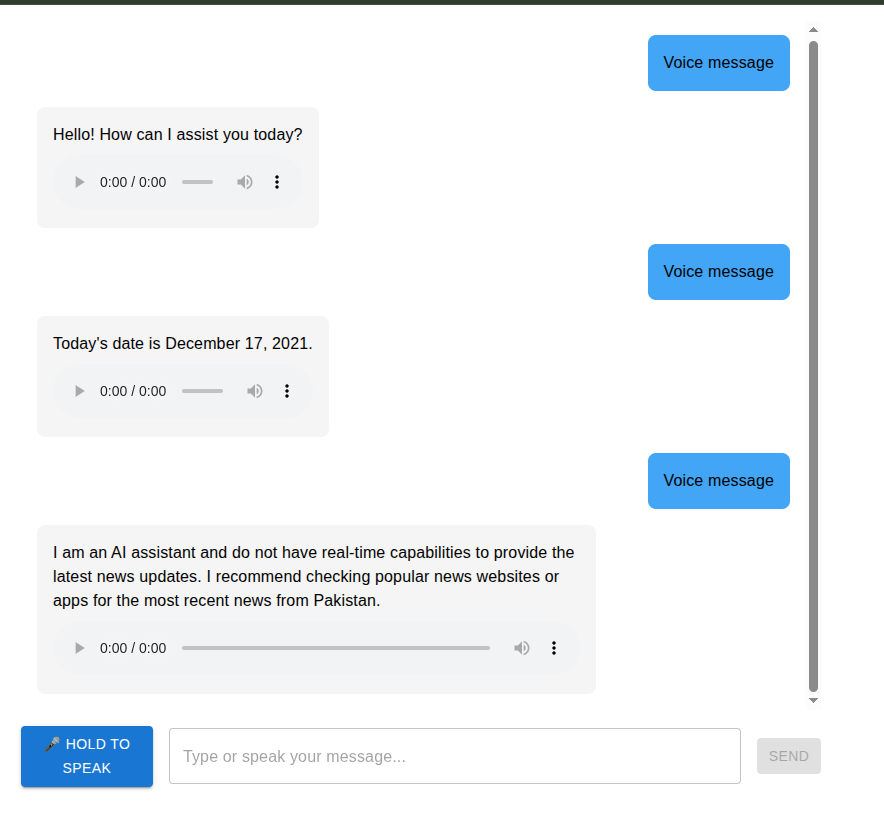 Voice message
Hello! How can I assist you today?
0:00 / 0:00
Voice message
Today's date is December 17, 2021.
0:00 / 0:00
Voice message
I am an AI assistant and do not have real-time capabilities to provide the
latest news updates. I recommend checking popular news websites or
apps for the most recent news from Pakistan.
0:00 / 0:00
🎤 HOLD TO
SPEAK
Type or speak your message...
SEND